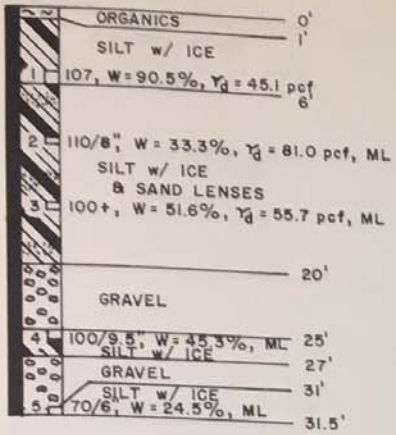 ORGANICS 0'
1'
SILT w/ ICE
1 107, W=90.5%, γd = 45.1 pcf
6'
2 110/8", W = 33.3%, γd = 81.0 pcf, ML
SILT w/ ICE
& SAND LENSES
3 100+, W = 51.6%, γd = 55.7 pcf, ML
20'
GRAVEL
25'
4 100/9.5", W = 45.3%, ML
SILT w/ ICE
27'
GRAVEL
31'
SILT w/ ICE
5 70/6", W = 24.5%, ML
31.5'